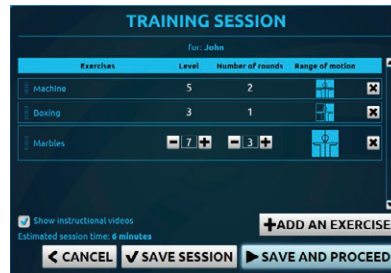 TRAINING SESSION
for: John
Exercises Level Number of rounds Range of motion
Machine 5 2
Boxing 3 1
Marbles 7 3
Show instructional videos
+ADD AN EXERCISE
Estimated session time: 6 minutes
CANCEL SAVE SESSION SAVE AND PROCEED